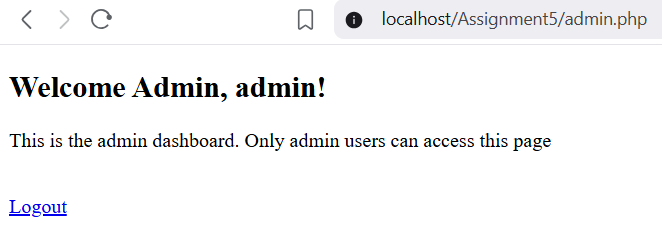 localhost/Assignment5/admin.php
Welcome Admin, admin!
This is the admin dashboard. Only admin users can access this page
Logout